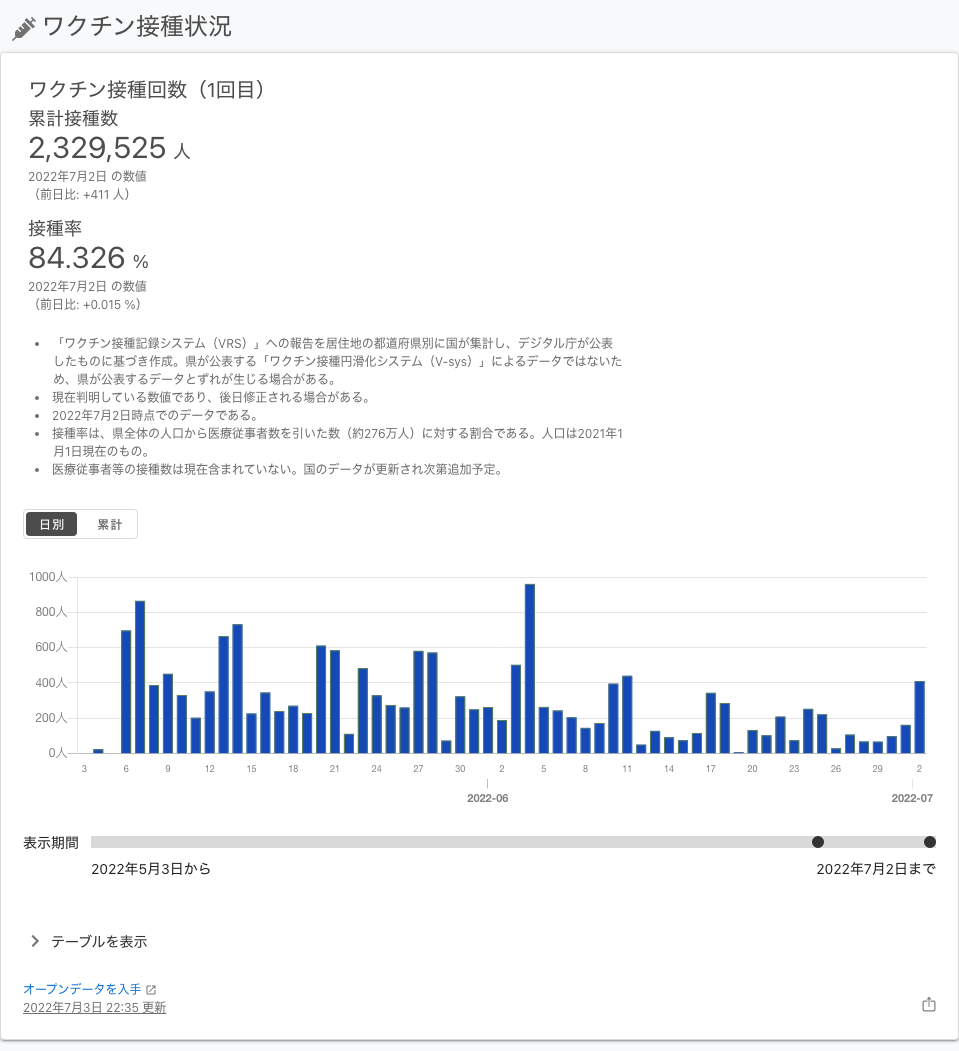 ワクチン接種状況
ワクチン接種回数（1回目）
累計接種数
2,329,525 人
2022年7月2日 の数値
（前日比: +411 人）
接種率
84.326 %
2022年7月2日 の数値
（前日比: +0.015 %）
• 「ワクチン接種記録システム（VRS）」への報告を居住地の都道府県別に国が集計し、デジタル庁が公表
したものに基づき作成。県が公表する「ワクチン接種円滑化システム（V-sys）」によるデータではないた
め、県が公表するデータとずれが生じる場合がある。
• 現在判明している数値であり、後日修正される場合がある。
• 2022年7月2日時点でのデータである。
• 接種率は、県全体の人口から医療従事者数を引いた数（約276万人）に対する割合である。人口は2021年1
月1日現在のもの。
• 医療従事者等の接種数は現在含まれていない。国のデータが更新され次第追加予定。
日別 累計
1000人
800人
600人
400人
200人
0人
3 6 9 12 15 18 21 24 27 30 2 5 8 11 14 17 20 23 26 29 2
2022-06 2022-07
表示期間
2022年5月3日から 2022年7月2日まで
テーブルを表示
オープンデータを入手
2022年7月3日 22:35 更新